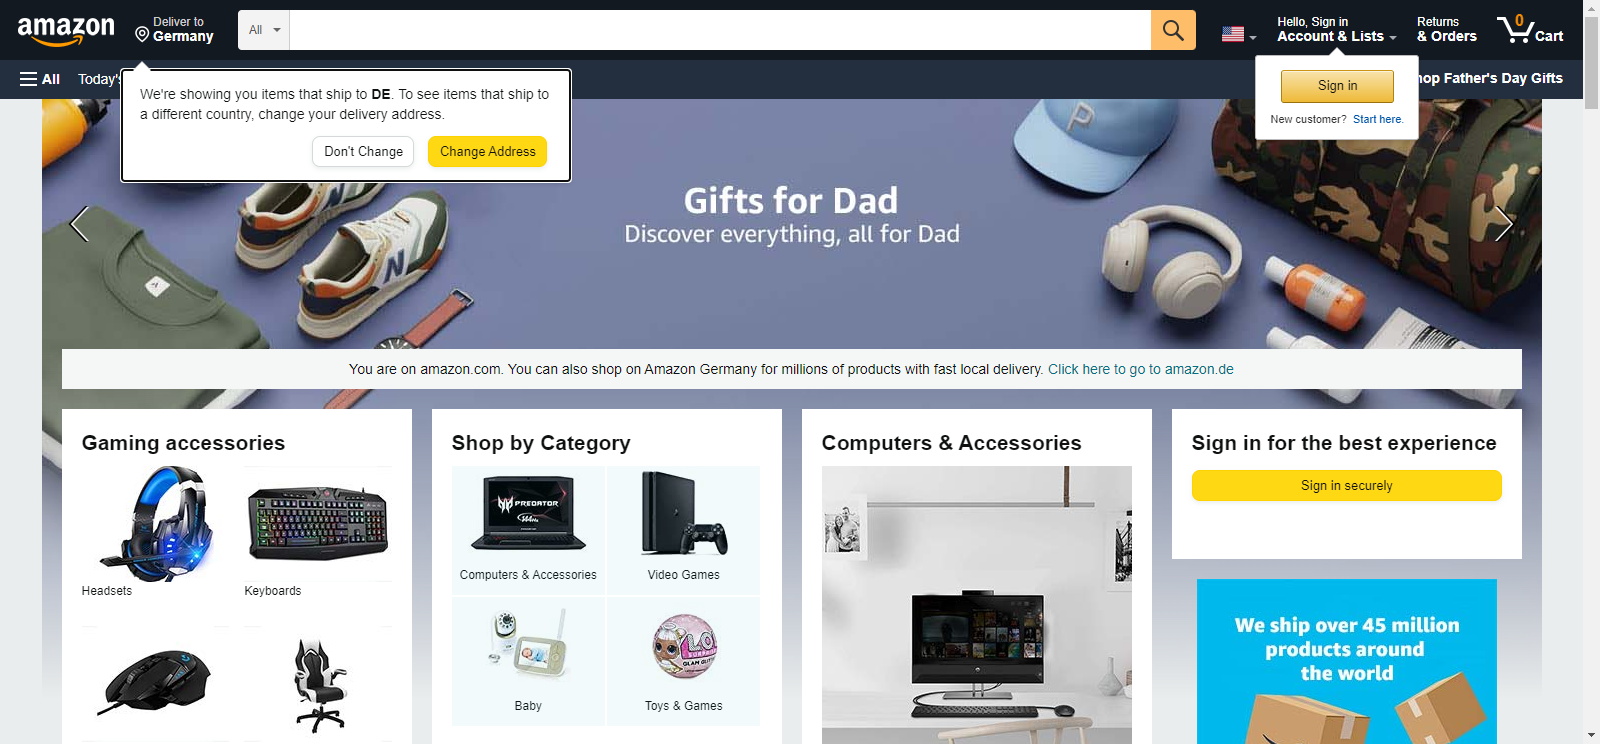 amazon
Deliver to
Germany
All
Hello, Sign in
Account & Lists
Returns
& Orders
0
Cart
All
Today's
hop Father's Day Gifts
We're showing you items that ship to DE. To see items that ship to
a different country, change your delivery address.
Don't Change
Change Address
Sign in
New customer? Start here.
Gifts for Dad
Discover everything, all for Dad
You are on amazon.com. You can also shop on Amazon Germany for millions of products with fast local delivery. Click here to go to amazon.de
Gaming accessories
Headsets
Keyboards
Shop by Category
PREDATOR
Computers & Accessories
Video Games
L.O.L
SURPRISE
Baby
Toys & Games
Computers & Accessories
Sign in for the best experience
Sign in securely
We ship over 45 million
products around
the world